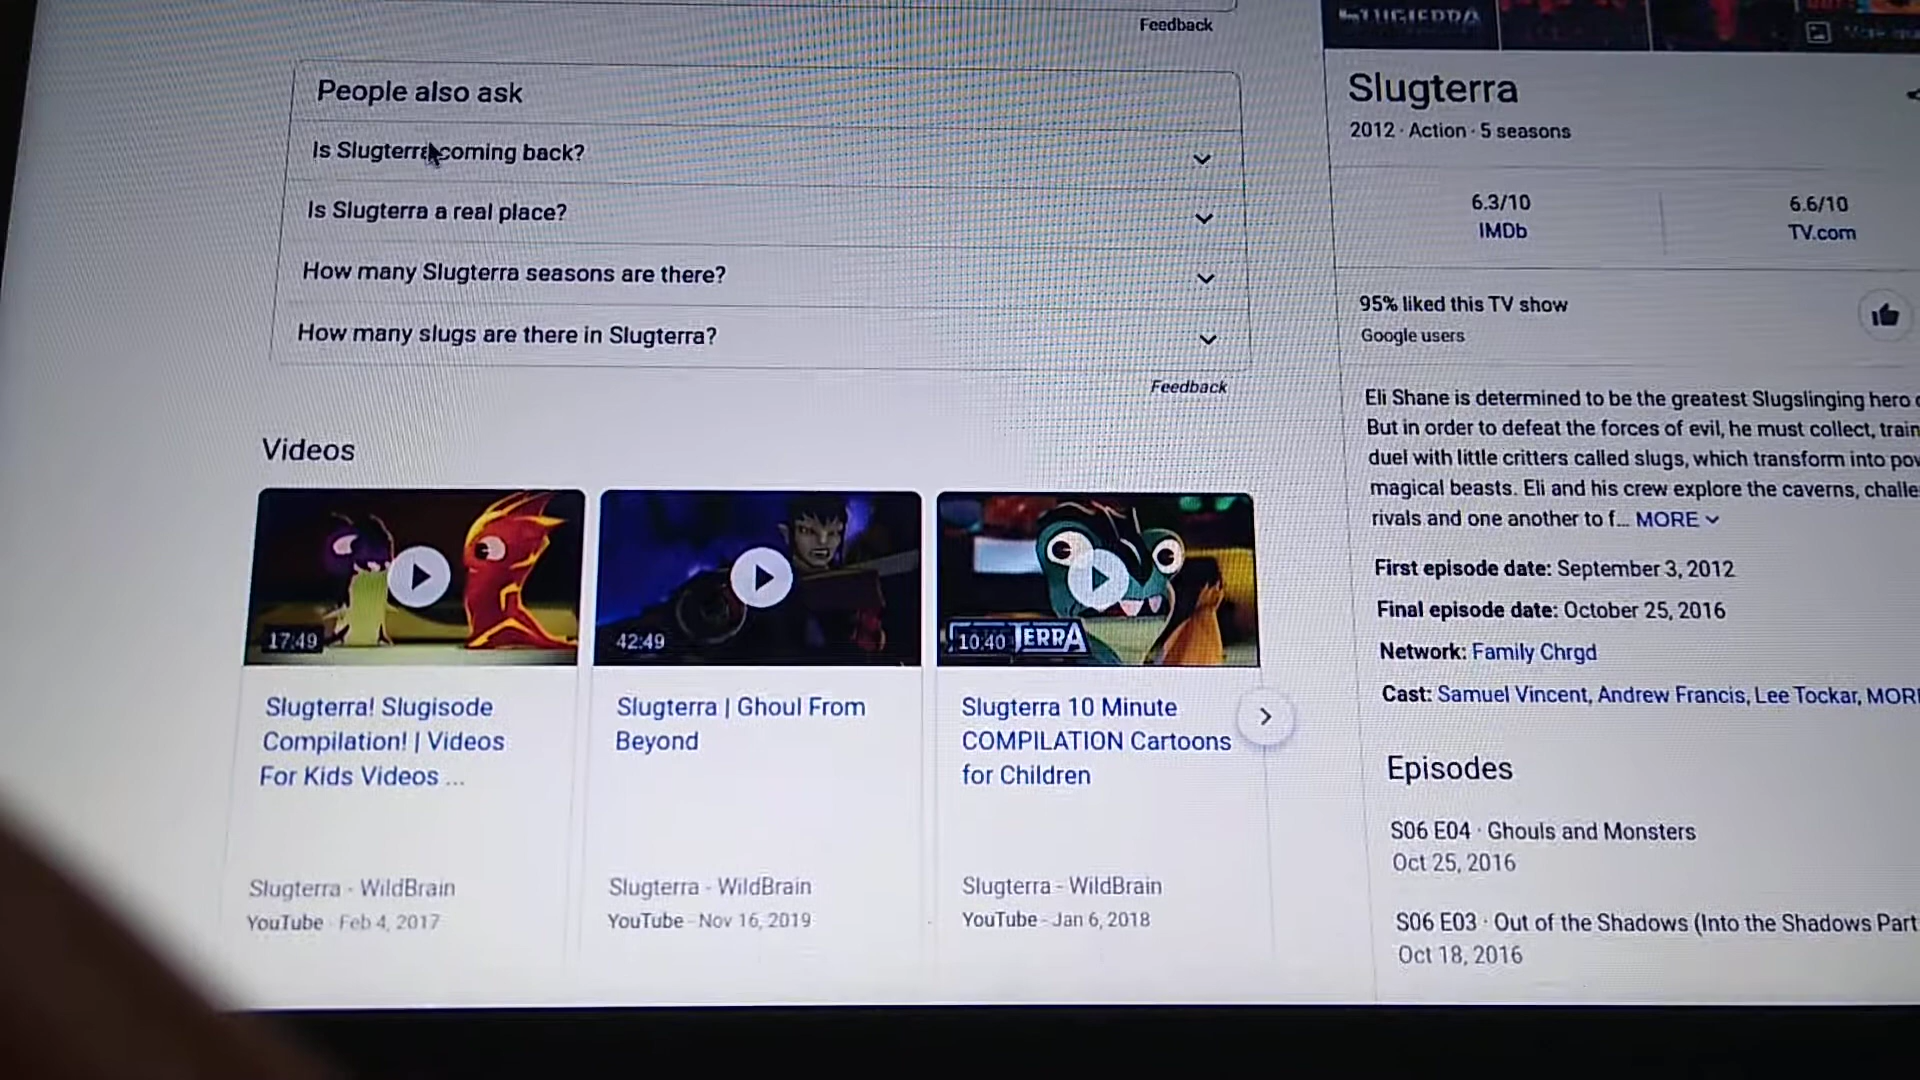 Feedback
SLUGTERRA
People also ask
Is Slugterra coming back?
Is Slugterra a real place?
How many Slugterra seasons are there?
How many slugs are there in Slugterra?
Feedback
Videos
17:49
42:49
10:40 TERRA
Slugterra! Slugisode
Compilation! | Videos
For Kids Videos ...
Slugterra - WildBrain
YouTube · Feb 4, 2017
Slugterra | Ghoul From
Beyond
Slugterra - WildBrain
YouTube - Nov 16, 2019
Slugterra 10 Minute
COMPILATION Cartoons
for Children
Slugterra - WildBrain
YouTube - Jan 6, 2018
Slugterra
2012 · Action · 5 seasons
6.3/10
IMDb
6.6/10
TV.com
95% liked this TV show
Google users
Eli Shane is determined to be the greatest Slugslinging hero
But in order to defeat the forces of evil, he must collect, train
duel with little critters called slugs, which transform into
magical beasts. Eli and his crew explore the caverns,
rivals and one another to f... MORE
First episode date: September 3, 2012
Final episode date: October 25, 2016
Network: Family Chrgd
Cast: Samuel Vincent, Andrew Francis, Lee Tockar, MORE
Episodes
S06 E04 · Ghouls and Monsters
Oct 25, 2016
S06 E03 · Out of the Shadows (Into the Shadows Part
Oct 18, 2016